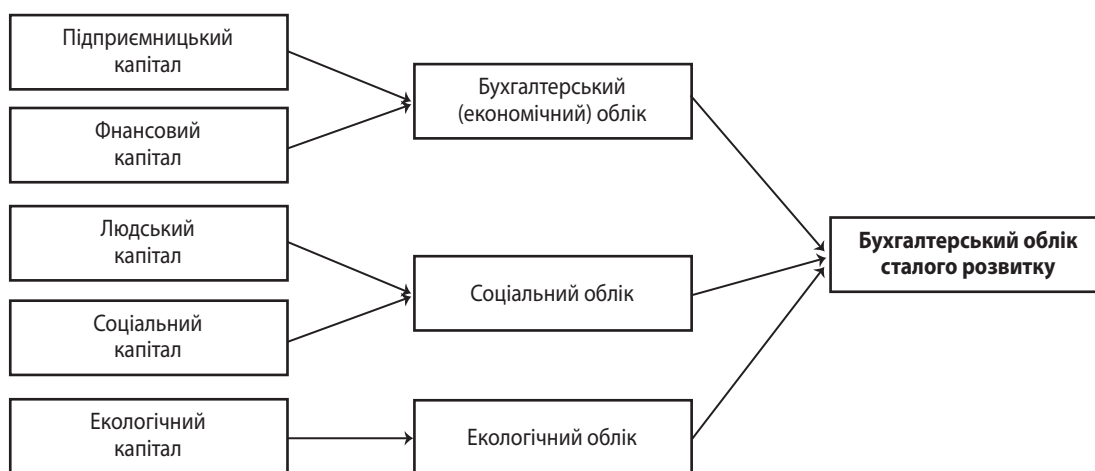 Підприємницький
капітал
Фнансовий
капітал
Людський
капітал
Соціальний
капітал
Екологічний
капітал
Бухгалтерський
(економічний) облік
Соціальний облік
Екологічний облік
Бухгалтерський облік
сталого розвитку